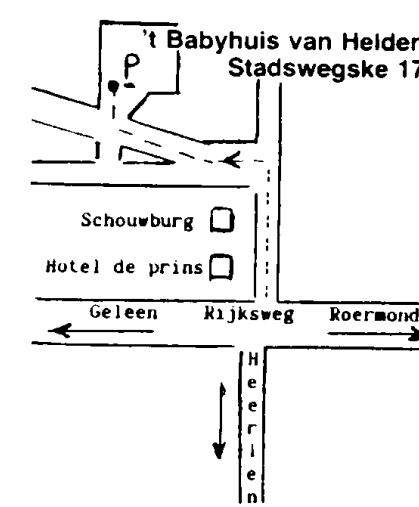 't Babyhuis van Helden
Stadswegske 17
P
Schouwburg
Hotel de prins
Geleen Rijksweg Roermond
Heerlen